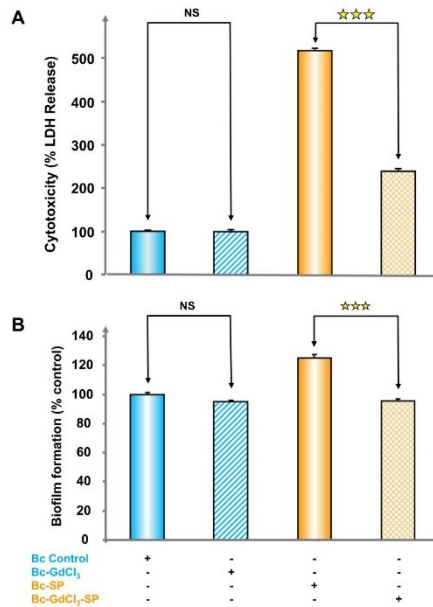 A
NS
Cytotoxicity (% LDH Release)
500
400
300
200
100
0
B
NS
Biofilm formation (% control)
140
120
100
80
60
40
20
0
Bc Control + - - -
Bc-GdCl₃ - + - -
Bc-SP - - + -
Bc-GdCl₃-SP - - - +